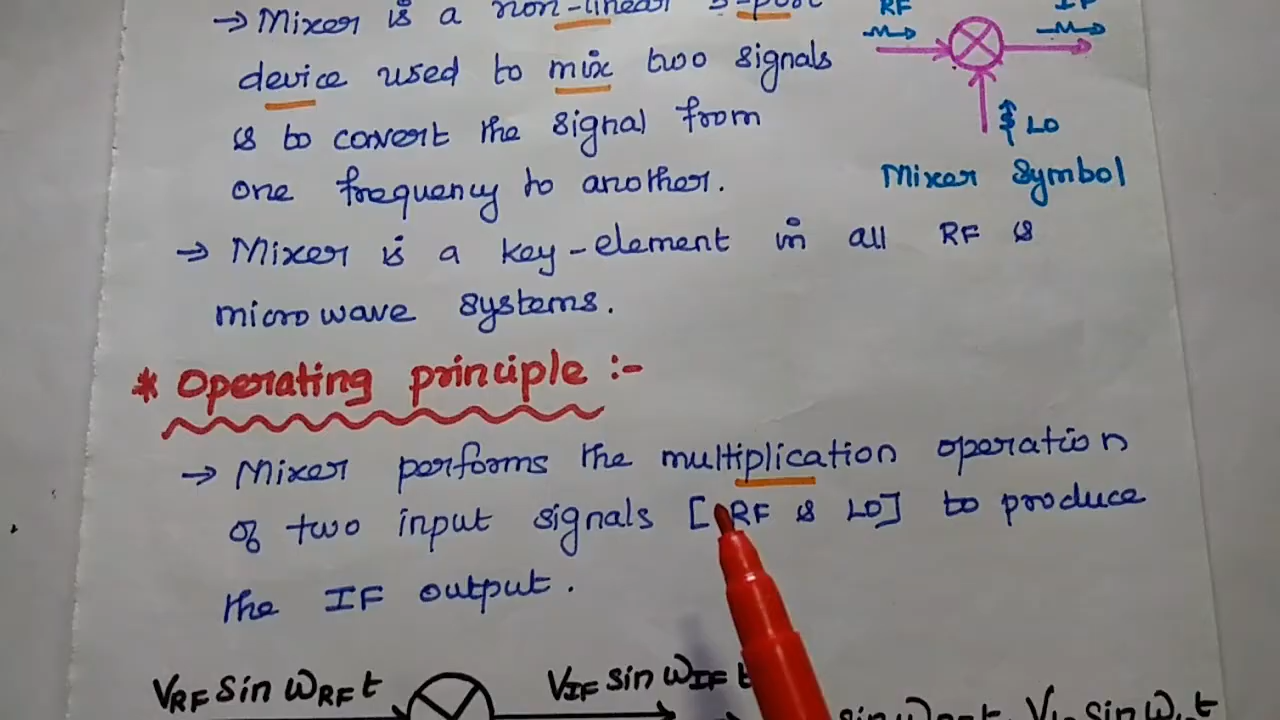 → Mixer is a non-linear 3-port
device used to mix two signals
& to convert the signal from
one frequency to another.
RF
IF
LO
Mixer Symbol
→ Mixer is a key-element in all RF &
microwave systems.
* Operating principle :-
→ Mixer performs the multiplication operation
of two input signals [RF & LO] to produce
the IF output.
VRF sin ωRF t
VIF sin ωIF t